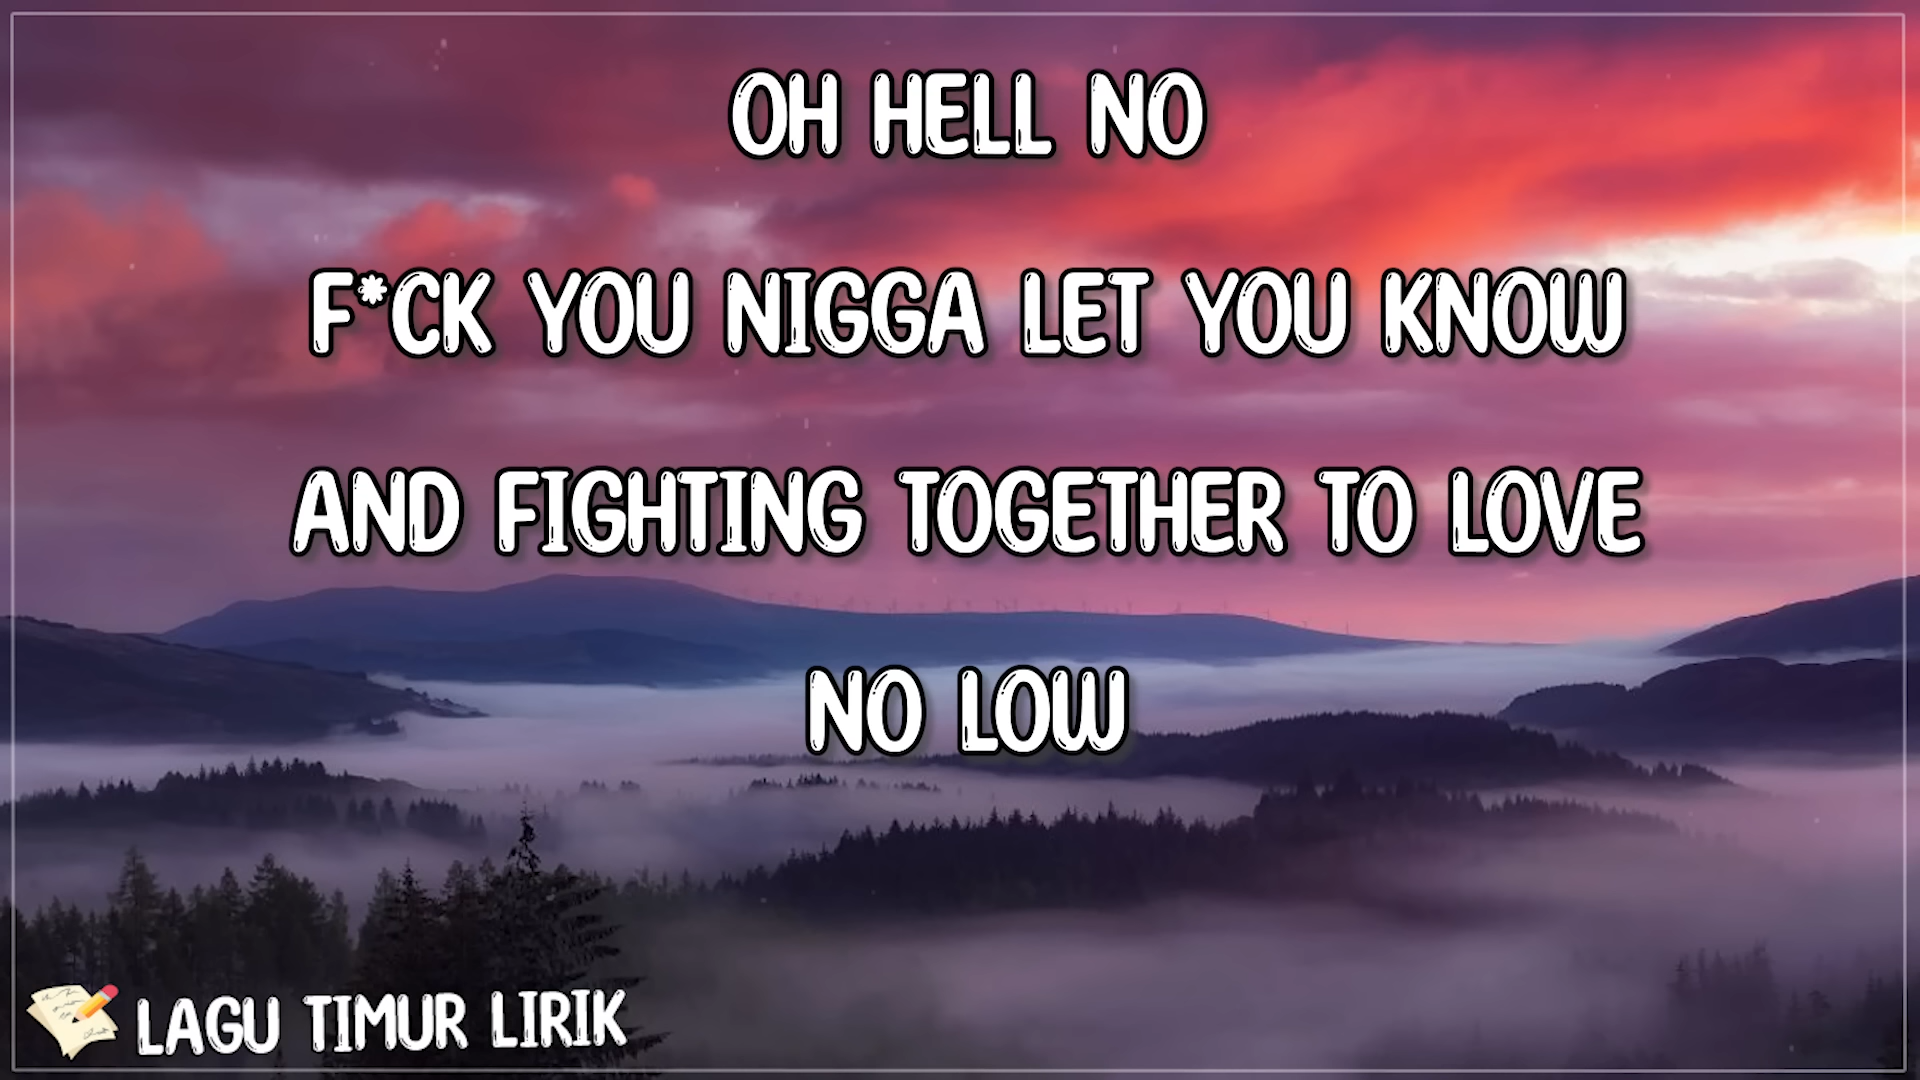 OH HELL NO
F*CK YOU NIGGA LET YOU KNOW
AND FIGHTING TOGETHER TO LOVE
NO LOW
LAGU TIMUR LIRIK